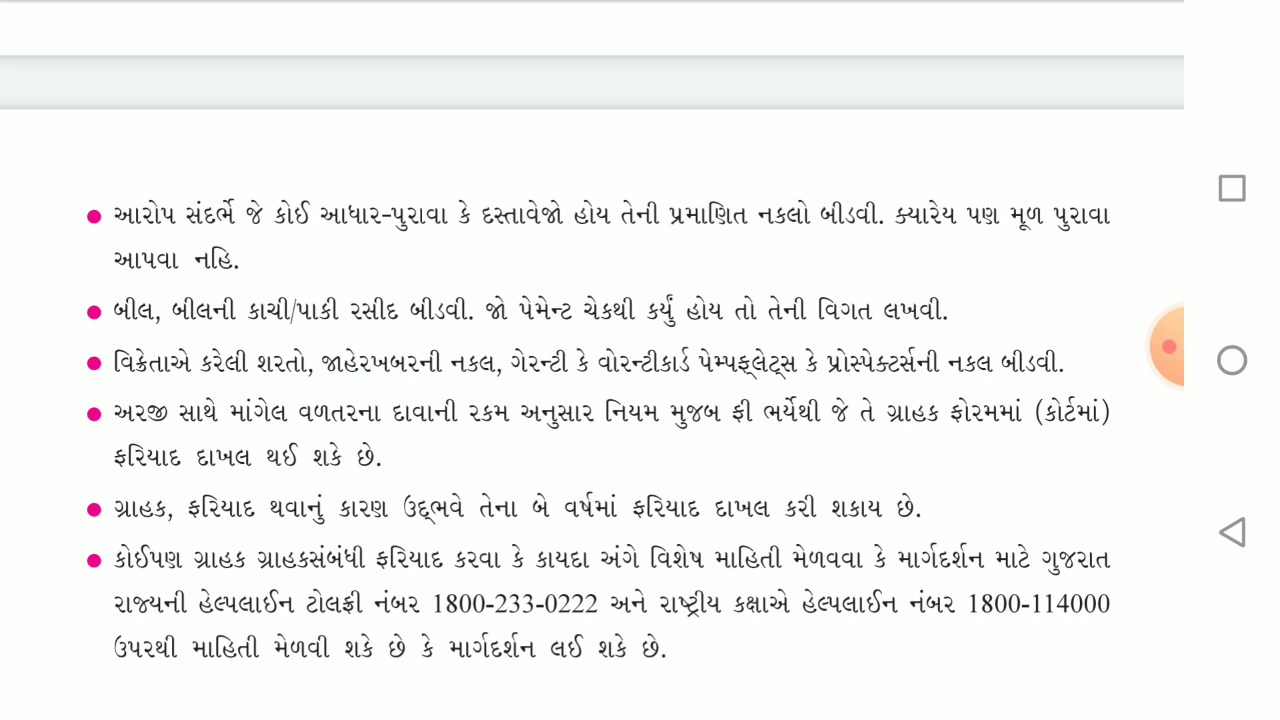 ● આરોપ સંદર્ભે જે કોઈ આધાર-પુરાવા કે દસ્તાવેજો હોય તેની પ્રમાણિત નકલો બીડવી. ક્યારેય પણ મૂળ પુરાવા
આપવા નહિ.
● બીલ, બીલની કાચી/પાકી રસીદ બીડવી. જો પેમેન્ટ ચેકથી કર્યું હોય તો તેની વિગત લખવી.
● વિક્રેતાએ કરેલી શરતો, જાહેરખબરની નકલ, ગેરન્ટી કે વોરન્ટીકાર્ડ પેમ્પફ્લેટ્સ કે પ્રોસ્પેક્ટર્સની નકલ બીડવી.
● અરજી સાથે માંગેલ વળતરના દાવાની રકમ અનુસાર નિયમ મુજબ ફી ભર્યેથી જે તે ગ્રાહક ફોરમમાં (કોર્ટમાં)
ફરિયાદ દાખલ થઈ શકે છે.
● ગ્રાહક, ફરિયાદ થવાનું કારણ ઉદ્‌ભવે તેના બે વર્ષમાં ફરિયાદ દાખલ કરી શકાય છે.
● કોઈપણ ગ્રાહક ગ્રાહકસંબંધી ફરિયાદ કરવા કે કાયદા અંગે વિશેષ માહિતી મેળવવા કે માર્ગદર્શન માટે ગુજરાત
રાજ્યની હેલ્પલાઈન ટોલફ્રી નંબર 1800-233-0222 અને રાષ્ટ્રીય કક્ષાએ હેલ્પલાઈન નંબર 1800-114000
ઉપરથી માહિતી મેળવી શકે છે કે માર્ગદર્શન લઈ શકે છે.